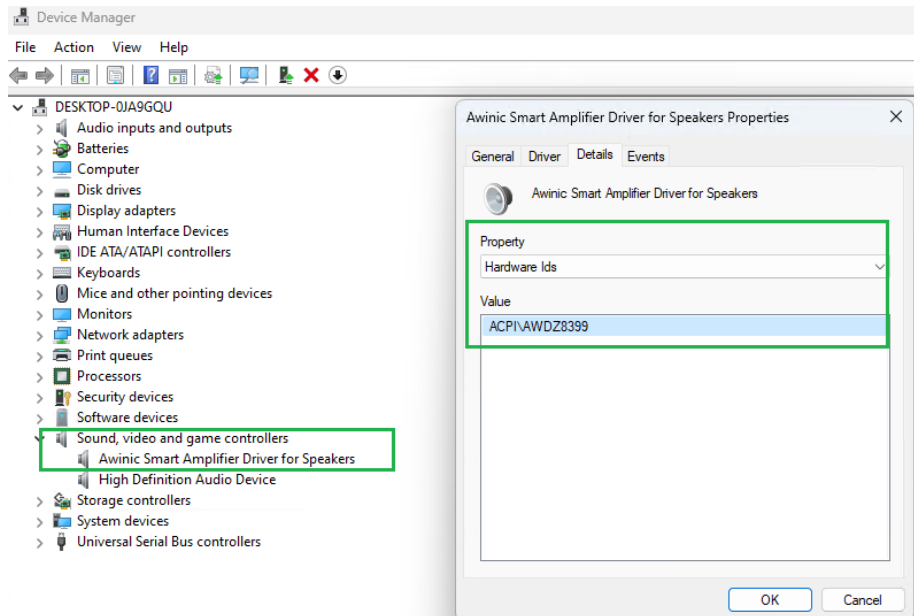 Device Manager
File Action View Help
DESKTOP-0JA9GQU
Audio inputs and outputs
Batteries
Computer
Disk drives
Display adapters
Human Interface Devices
IDE ATA/ATAPI controllers
Keyboards
Mice and other pointing devices
Monitors
Network adapters
Print queues
Processors
Security devices
Software devices
Sound, video and game controllers
Awinic Smart Amplifier Driver for Speakers
High Definition Audio Device
Storage controllers
System devices
Universal Serial Bus controllers
Awinic Smart Amplifier Driver for Speakers Properties
General Driver Details Events
Awinic Smart Amplifier Driver for Speakers
Property
Hardware Ids
Value
ACPI\AWDZ8399
OK Cancel